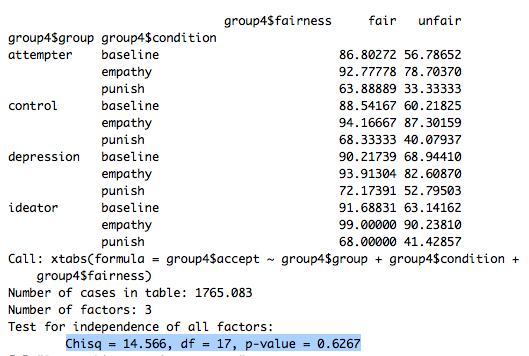 group4$fairness fair unfair
group4$group group4$condition
attempter baseline 86.80272 56.78652
empathy 92.77778 78.70370
punish 63.88889 33.33333
control baseline 88.54167 60.21825
empathy 94.16667 87.30159
punish 68.33333 40.07937
depression baseline 90.21739 68.94410
empathy 93.91304 82.60870
punish 72.17391 52.79503
ideator baseline 91.68831 63.14162
empathy 99.00000 90.23810
punish 68.00000 41.42857
Call: xtabs(formula = group4$accept ~ group4$group + group4$condition +
group4$fairness)
Number of cases in table: 1765.083
Number of factors: 3
Test for independence of all factors:
Chisq = 14.566, df = 17, p-value = 0.6267